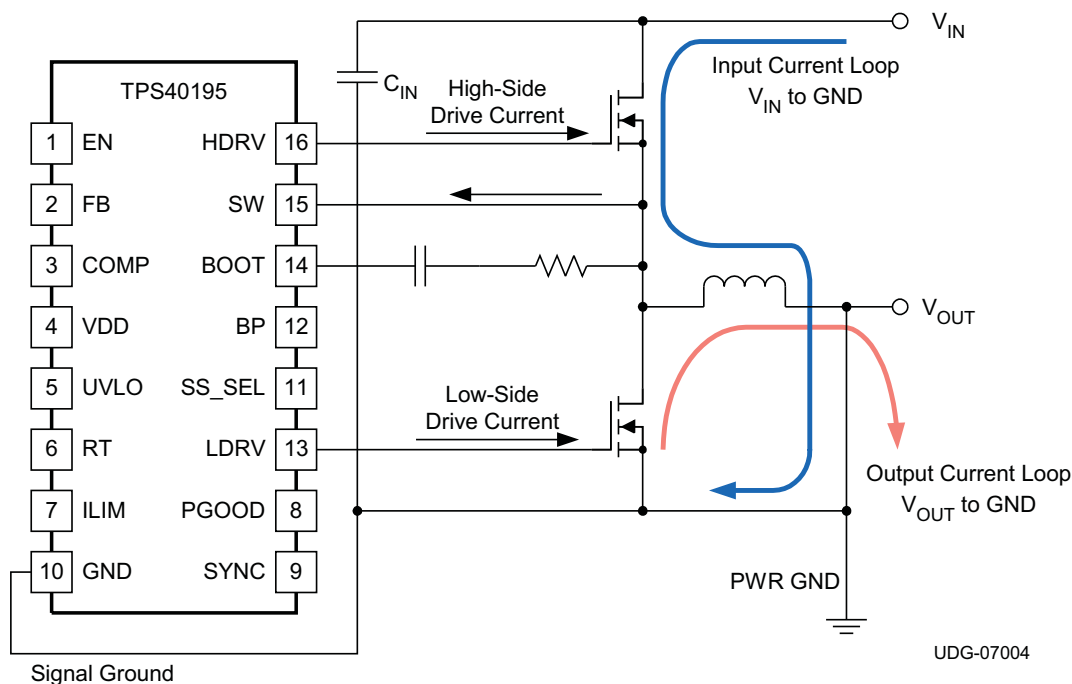 V_IN
TPS40195
C_IN
High-Side
Drive Current
Input Current Loop
V_IN to GND
1 EN HDRV 16
2 FB SW 15
3 COMP BOOT 14
4 VDD BP 12
V_OUT
5 UVLO SS_SEL 11
Low-Side
Drive Current
6 RT LDRV 13
Output Current Loop
V_OUT to GND
7 ILIM PGOOD 8
10 GND SYNC 9
PWR GND
UDG-07004
Signal Ground